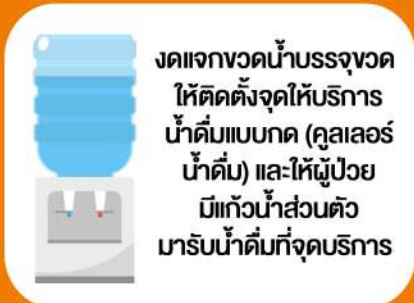 งดแจกขวดน้ำบรรจุขวด
ให้ติดตั้งจุดให้บริการ
น้ำดื่มแบบกด (คูลเลอร์
น้ำดื่ม) และให้ผู้ป่วย
มีแก้วน้ำส่วนตัว
มารับน้ำดื่มที่จุดบริการ